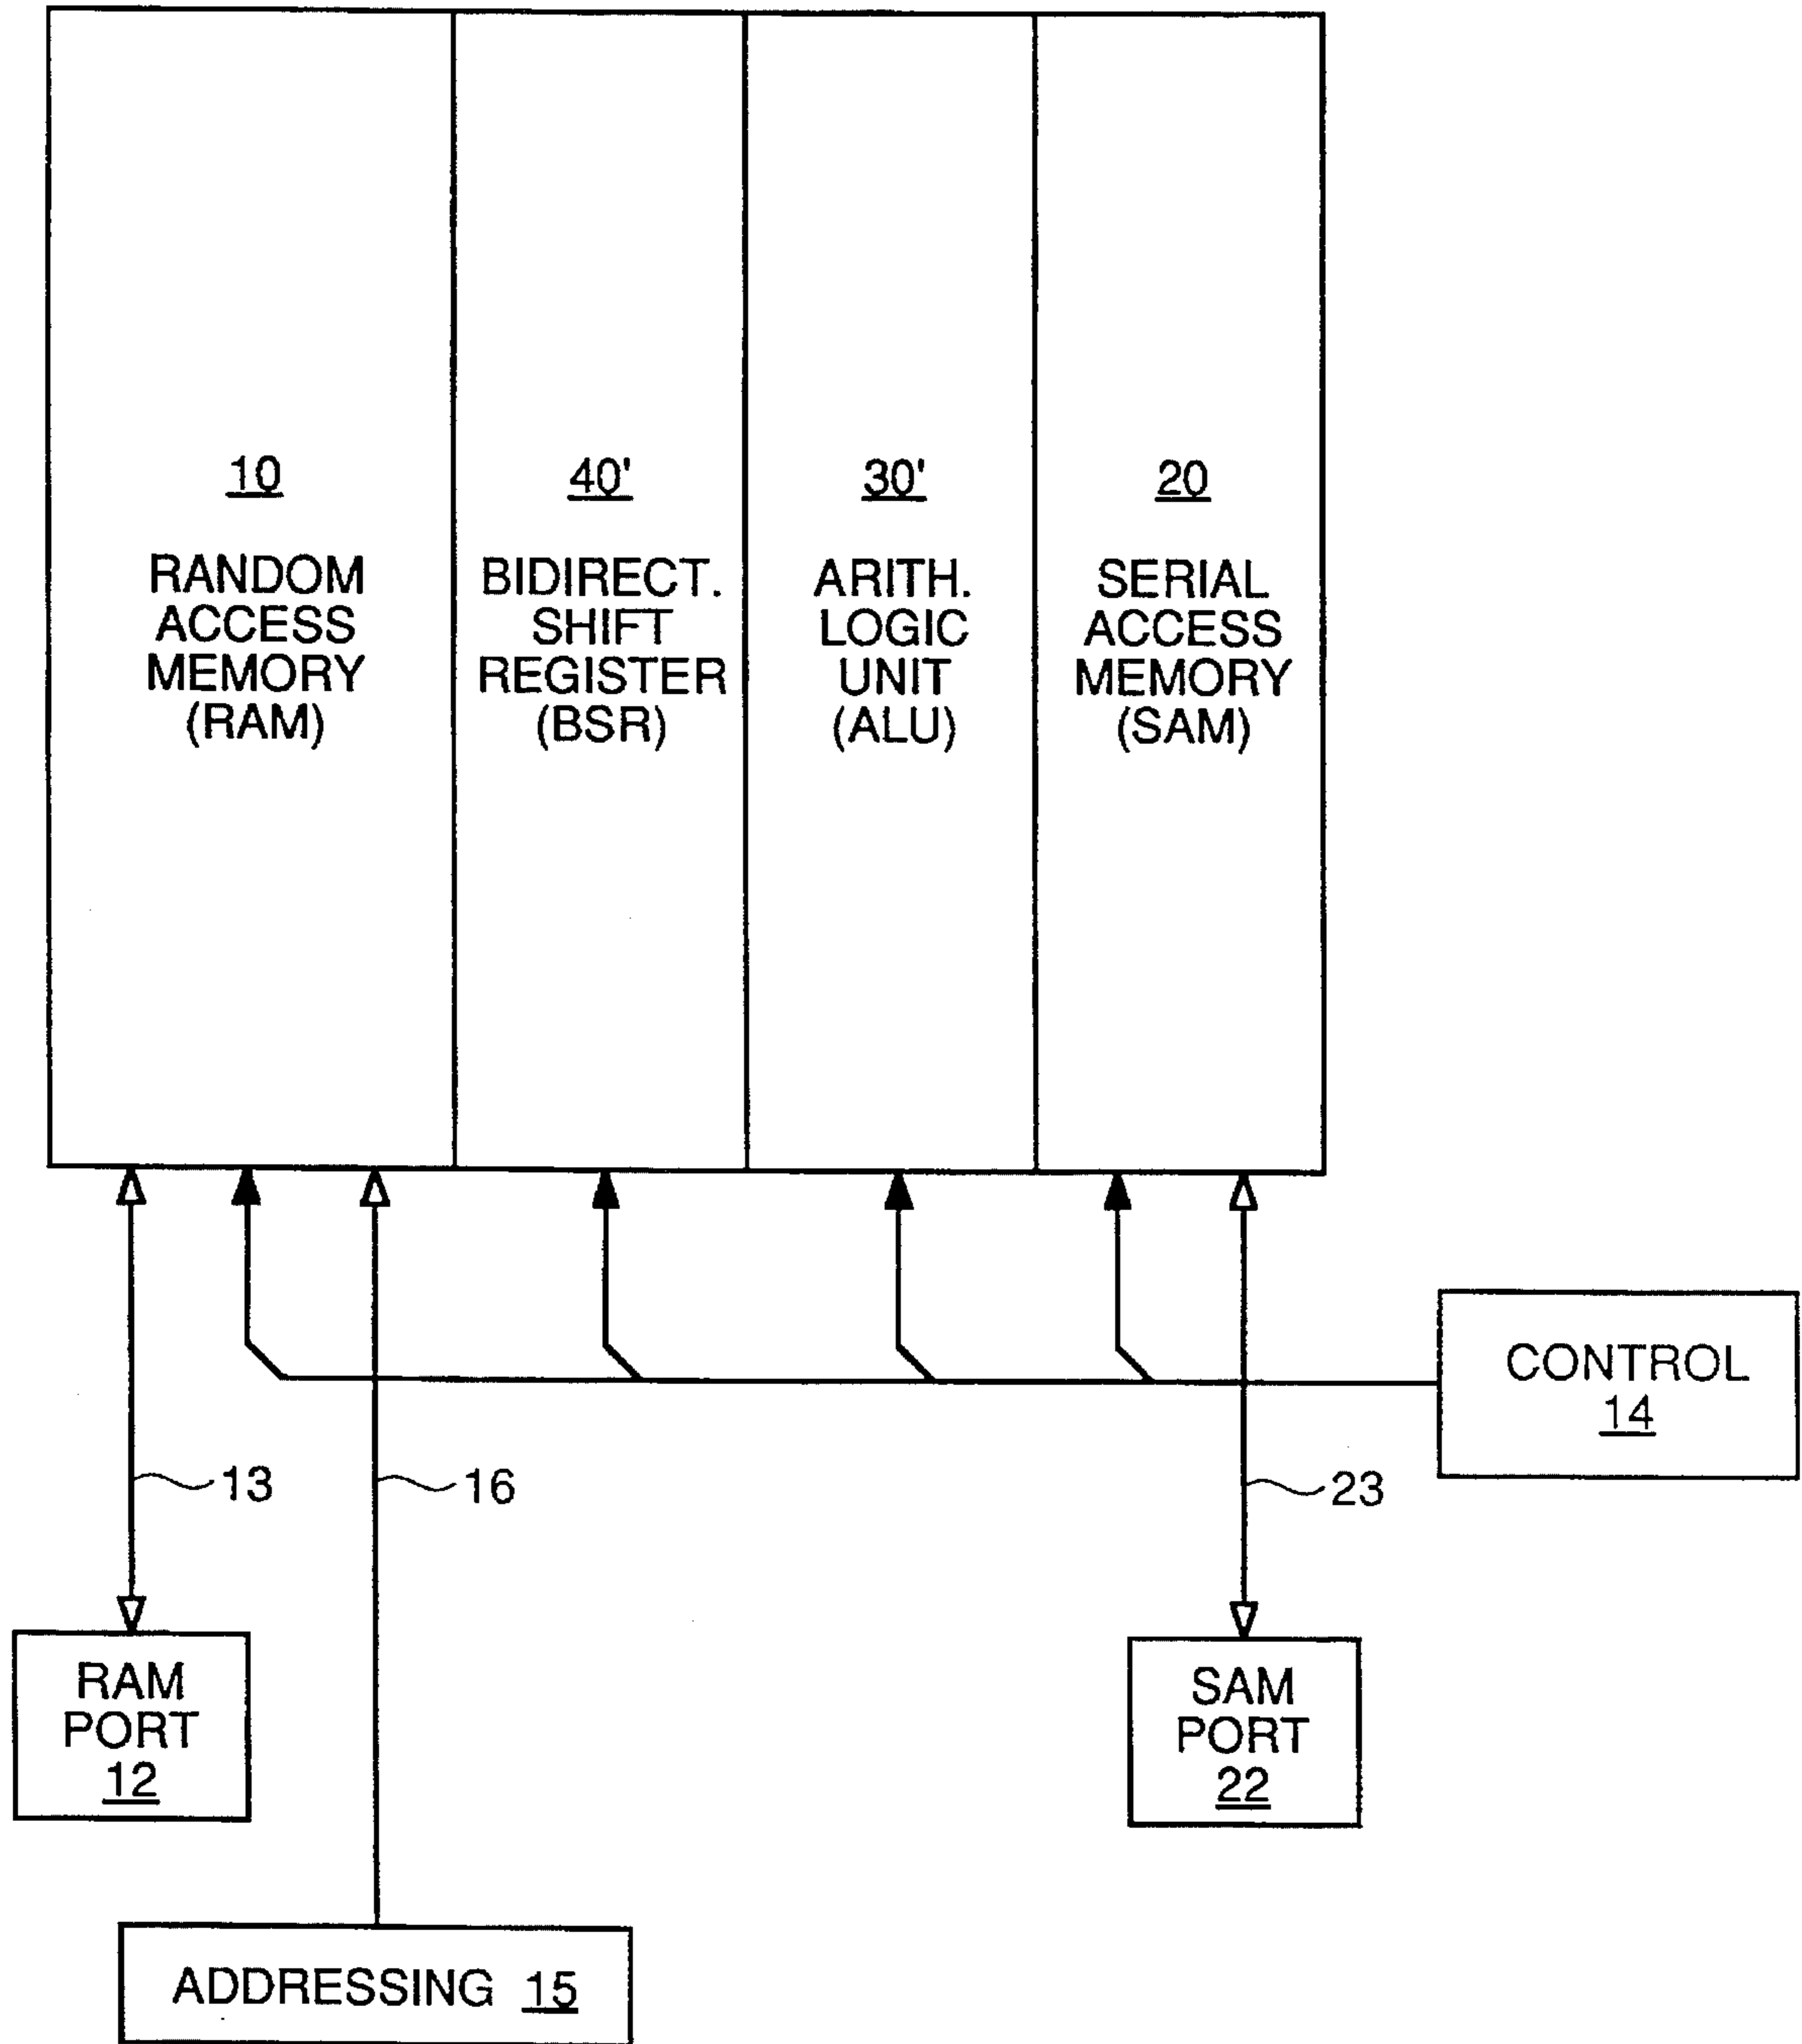 10
RANDOM
ACCESS
MEMORY
(RAM)
40'
BIDIRECT.
SHIFT
REGISTER
(BSR)
30'
ARITH.
LOGIC
UNIT
(ALU)
20
SERIAL
ACCESS
MEMORY
(SAM)
CONTROL
14
13
16
23
RAM
PORT
12
SAM
PORT
22
ADDRESSING 15